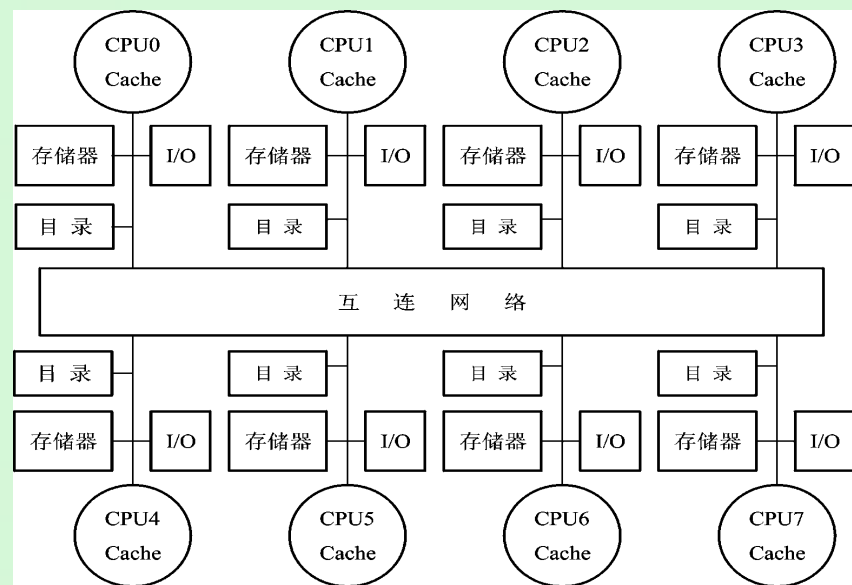 CPU0
Cache
CPU1
Cache
CPU2
Cache
CPU3
Cache
存储器
I/O
存储器
I/O
存储器
I/O
存储器
I/O
目 录
目 录
目 录
目 录
互 连 网 络
目 录
目 录
目 录
目 录
存储器
I/O
存储器
I/O
存储器
I/O
存储器
I/O
CPU4
Cache
CPU5
Cache
CPU6
Cache
CPU7
Cache